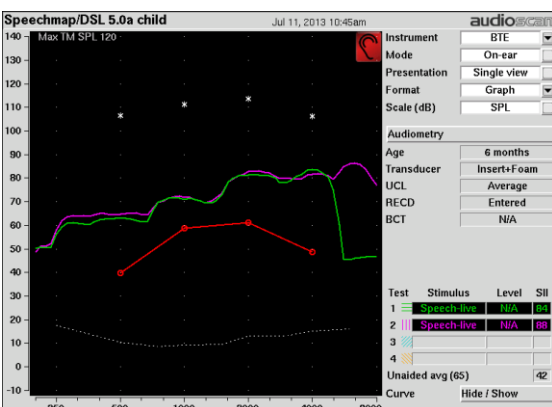 Speechmap/DSL 5.0a child Jul 11, 2013 10:45am audioscan
Max TM SPL 120
140
130
120
110
100
90
80
70
60
50
40
30
20
10
0
-10
250 500 1000 2000 4000 8000
Instrument BTE
Mode On-ear
Presentation Single view
Format Graph
Scale (dB) SPL
Audiometry
Age 6 months
Transducer Insert+Foam
UCL Average
RECD Entered
BCT N/A
Test Stimulus Level SII
1 Speech-live N/A 84
2 Speech-live N/A 88
3
4
Unaided avg (65) 42
Curve Hide / Show